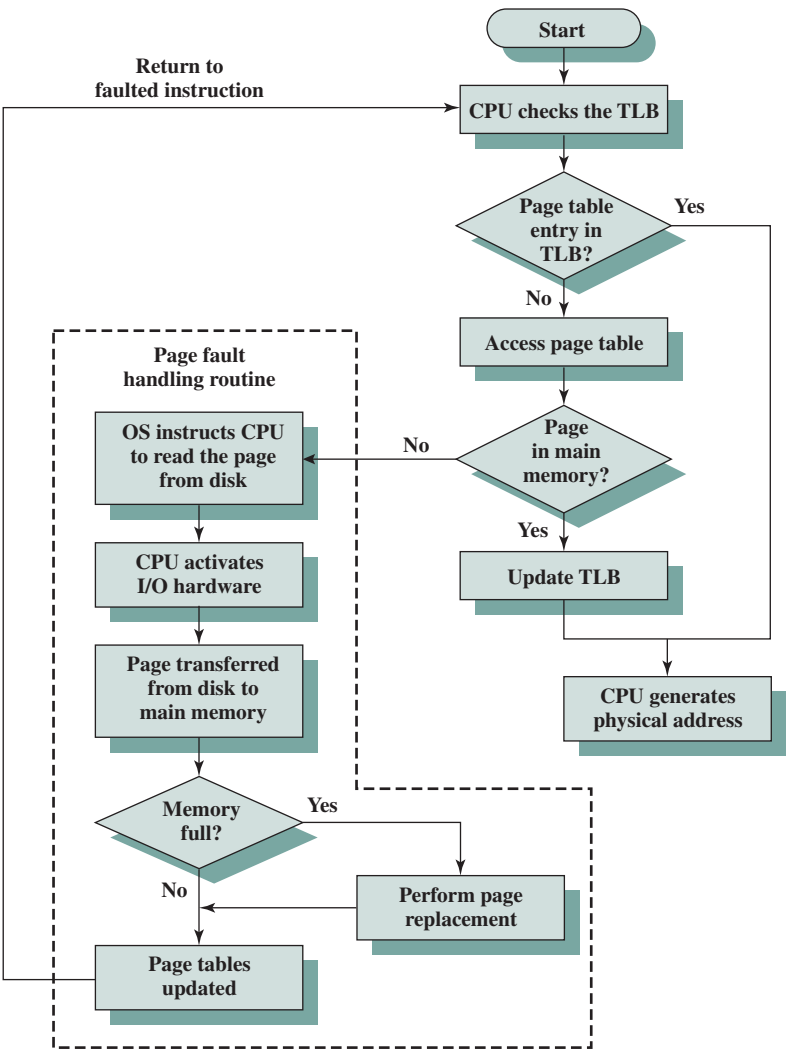 Start
Return to
faulted instruction
CPU checks the TLB
Page table
entry in
TLB?
Yes
No
Access page table
Page fault
handling routine
OS instructs CPU
to read the page
from disk
No
Page
in main
memory?
Yes
CPU activates
I/O hardware
Update TLB
Page transferred
from disk to
main memory
CPU generates
physical address
Memory
full?
Yes
No
Perform page
replacement
Page tables
updated